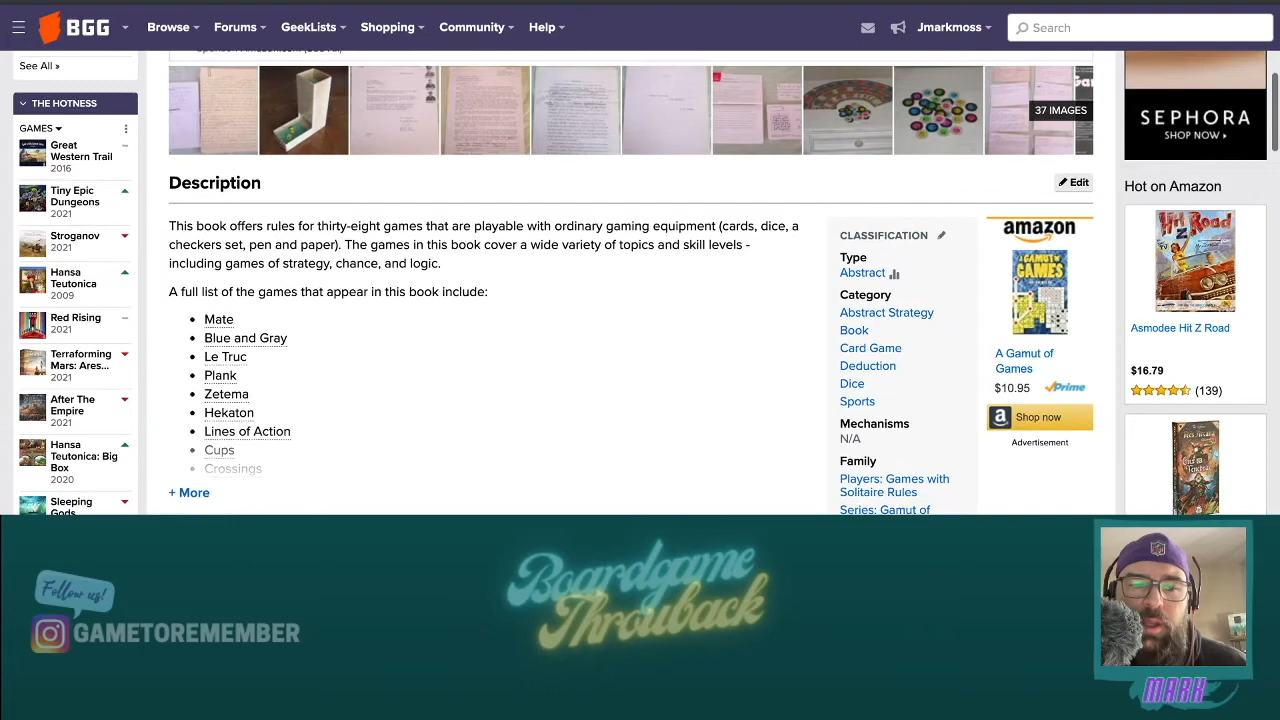 BGG
Browse
Forums
GeekLists
Shopping
Community
Help
Jmarkmoss
Search
See All »
THE HOTNESS
GAMES
Great
Western Trail
2016
Tiny Epic
Dungeons
2021
Stroganov
2021
Hansa
Teutonica
2009
Red Rising
2021
Terraforming
Mars: Ares...
2021
After The
Empire
2021
Hansa
Teutonica: Big
Box
2020
Sleeping
Gods
37 IMAGES
Description
Edit
This book offers rules for thirty-eight games that are playable with ordinary gaming equipment (cards, dice, a
checkers set, pen and paper). The games in this book cover a wide variety of topics and skill levels -
including games of strategy, chance, and logic.
A full list of the games that appear in this book include:
Mate
Blue and Gray
Le Truc
Plank
Zetema
Hekaton
Lines of Action
Cups
Crossings
+ More
CLASSIFICATION
Type
Abstract
Category
Abstract Strategy
Book
Card Game
Deduction
Dice
Sports
Mechanisms
N/A
Family
Players: Games with
Solitaire Rules
Series: Gamut of
amazon
A GAMUT OF
GAMES
A Gamut of
Games
$10.95 Prime
Shop now
Advertisement
SEPHORA
SHOP NOW
Hot on Amazon
Hit Z Road
Asmodee Hit Z Road
$16.79
(139)
Follow us!
GAMETOREMEMBER
Boardgame
Throwback
MARK